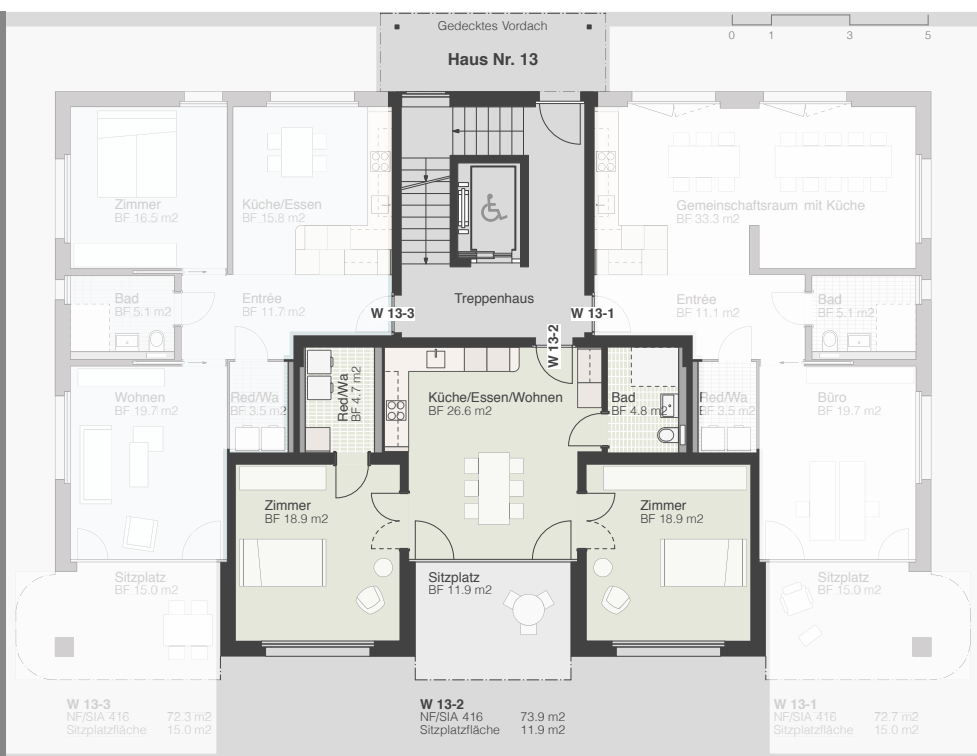 Gedecktes Vordach
Haus Nr. 13
0 1 3 5
Zimmer
BF 16.5 m2
Küche/Essen
BF 15.8 m2
Gemeinschaftsraum mit Küche
BF 33.3 m2
Bad
BF 5.1 m2
Entrée
BF 11.7 m2
W 13-3
Treppenhaus
W 13-1
W 13-2
Entrée
BF 11.1 m2
Bad
BF 5.1 m2
Wohnen
BF 19.7 m2
Red/Wa
BF 3.5 m2
Red/Wa
BF 4.7 m2
Küche/Essen/Wohnen
BF 26.6 m2
Bad
BF 4.8 m2
Red/Wa
BF 3.5 m2
Büro
BF 19.7 m2
Zimmer
BF 18.9 m2
Zimmer
BF 18.9 m2
Sitzplatz
BF 15.0 m2
Sitzplatz
BF 11.9 m2
Sitzplatz
BF 15.0 m2
W 13-3
NF/SIA 416 72.3 m2
Sitzplatzfläche 15.0 m2
W 13-2
NF/SIA 416 73.9 m2
Sitzplatzfläche 11.9 m2
W 13-1
NF/SIA 416 72.7 m2
Sitzplatzfläche 15.0 m2